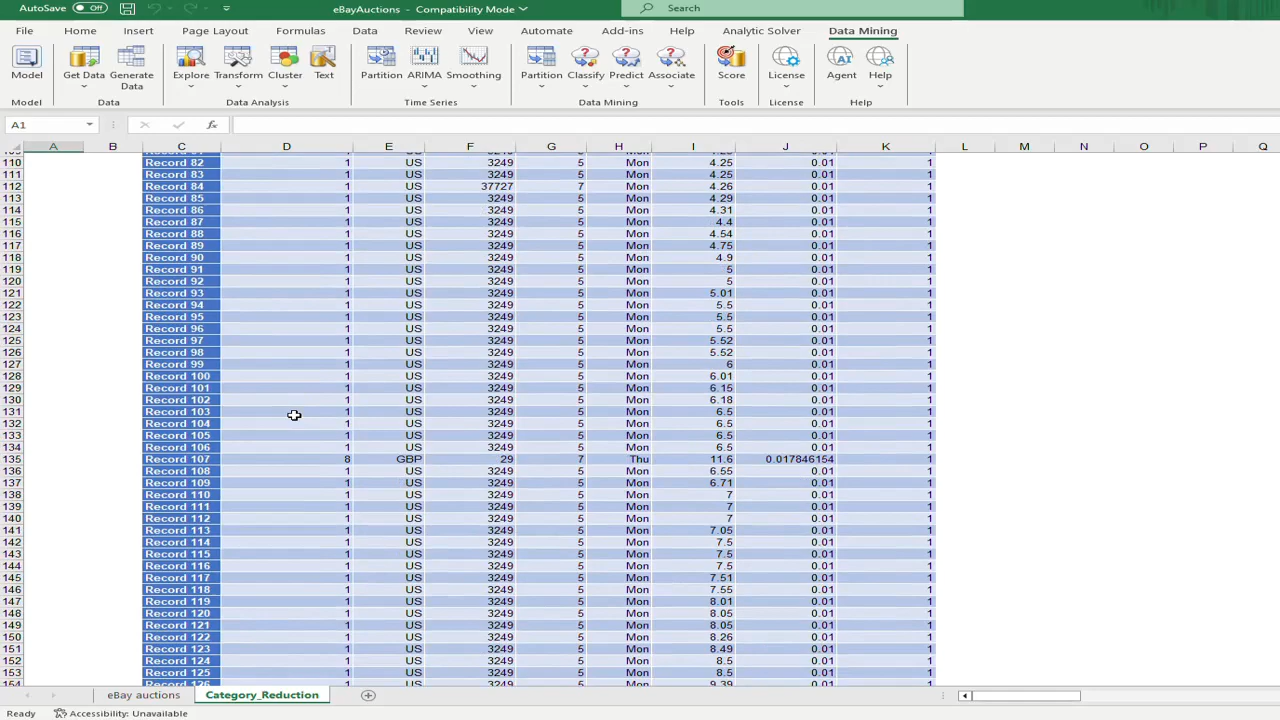 AutoSave Off eBayAuctions - Compatibility Mode Search
File Home Insert Page Layout Formulas Data Review View Automate Add-ins Help Analytic Solver Data Mining
Model Get Data Generate Data Explore Transform Cluster Text Partition ARIMA Smoothing Partition Classify Predict Associate Score License Agent Help
Model Data Data Analysis Time Series Data Mining Tools License Help
A1 fx
A B C D E F G H I J K L M N O P Q
110 Record 82 1 US 3249 5 Mon 4.25 0.01 1
111 Record 83 1 US 3249 5 Mon 4.25 0.01 1
112 Record 84 1 US 37727 7 Mon 4.26 0.01 1
113 Record 85 1 US 3249 5 Mon 4.29 0.01 1
114 Record 86 1 US 3249 5 Mon 4.31 0.01 1
115 Record 87 1 US 3249 5 Mon 4.4 0.01 1
116 Record 88 1 US 3249 5 Mon 4.54 0.01 1
117 Record 89 1 US 3249 5 Mon 4.75 0.01 1
118 Record 90 1 US 3249 5 Mon 4.9 0.01 1
119 Record 91 1 US 3249 5 Mon 5 0.01 1
120 Record 92 1 US 3249 5 Mon 5 0.01 1
121 Record 93 1 US 3249 5 Mon 5.01 0.01 1
122 Record 94 1 US 3249 5 Mon 5.5 0.01 1
123 Record 95 1 US 3249 5 Mon 5.5 0.01 1
124 Record 96 1 US 3249 5 Mon 5.5 0.01 1
125 Record 97 1 US 3249 5 Mon 5.52 0.01 1
126 Record 98 1 US 3249 5 Mon 5.52 0.01 1
127 Record 99 1 US 3249 5 Mon 6 0.01 1
128 Record 100 1 US 3249 5 Mon 6.01 0.01 1
129 Record 101 1 US 3249 5 Mon 6.15 0.01 1
130 Record 102 1 US 3249 5 Mon 6.18 0.01 1
131 Record 103 1 US 3249 5 Mon 6.5 0.01 1
132 Record 104 1 US 3249 5 Mon 6.5 0.01 1
133 Record 105 1 US 3249 5 Mon 6.5 0.01 1
134 Record 106 1 US 3249 5 Mon 6.5 0.01 1
135 Record 107 8 GBP 29 7 Thu 11.6 0.017846154 1
136 Record 108 1 US 3249 5 Mon 6.55 0.01 1
137 Record 109 1 US 3249 5 Mon 6.71 0.01 1
138 Record 110 1 US 3249 5 Mon 7 0.01 1
139 Record 111 1 US 3249 5 Mon 7 0.01 1
140 Record 112 1 US 3249 5 Mon 7 0.01 1
141 Record 113 1 US 3249 5 Mon 7.05 0.01 1
142 Record 114 1 US 3249 5 Mon 7.5 0.01 1
143 Record 115 1 US 3249 5 Mon 7.5 0.01 1
144 Record 116 1 US 3249 5 Mon 7.5 0.01 1
145 Record 117 1 US 3249 5 Mon 7.51 0.01 1
146 Record 118 1 US 3249 5 Mon 7.55 0.01 1
147 Record 119 1 US 3249 5 Mon 8.01 0.01 1
148 Record 120 1 US 3249 5 Mon 8.05 0.01 1
149 Record 121 1 US 3249 5 Mon 8.05 0.01 1
150 Record 122 1 US 3249 5 Mon 8.26 0.01 1
151 Record 123 1 US 3249 5 Mon 8.49 0.01 1
152 Record 124 1 US 3249 5 Mon 8.5 0.01 1
153 Record 125 1 US 3249 5 Mon 8.5 0.01 1
154 Record 126 1 US 3249 5 Mon 9.39 0.01 1
eBay auctions Category_Reduction
Ready Accessibility: Unavailable